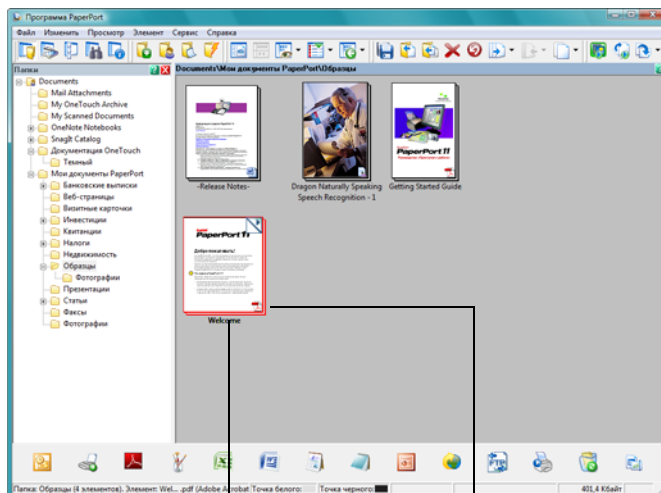 Программа PaperPort
Файл Изменить Просмотр Элемент Сервис Справка
Папки
Documents\Мои документы PaperPort\Образцы
Documents
Mail Attachments
My OneTouch Archive
My Scanned Documents
OneNote Notebooks
SnagIt Catalog
Документация OneTouch
Темный
Мои документы PaperPort
Банковские выписки
Веб-страницы
Визитные карточки
Инвестиции
Квитанции
Налоги
Недвижимость
Образцы
Фотографии
Презентации
Статьи
Факсы
Фотографии
-Release Notes-
Dragon Naturally Speaking
Speech Recognition - 1
PaperPort 11
Getting Started Guide
PaperPort 11
Добро пожаловать!
Welcome
FTP
Папка: Образцы (4 элементов). Элемент: Wel... .pdf (Adobe Acrobat Точка белого: Точка черного: 401,4 Кбайт